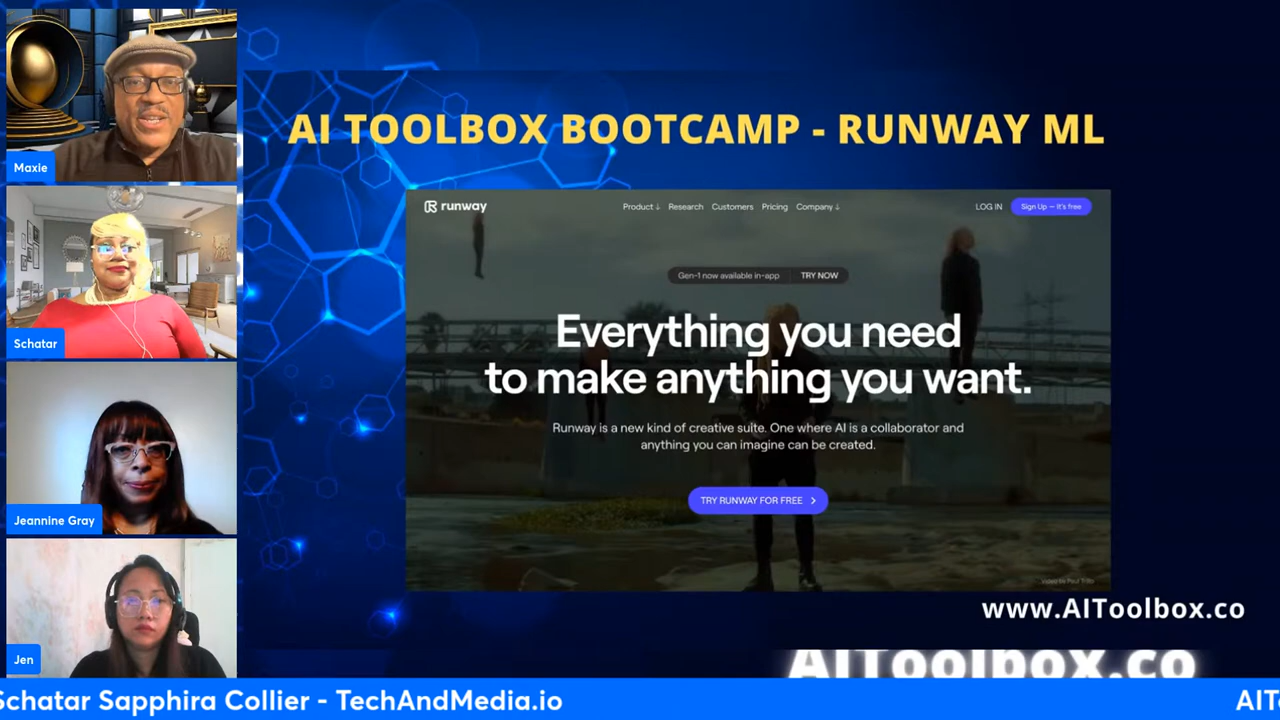 Maxie
Schatar
Jeannine Gray
Jen
AI TOOLBOX BOOTCAMP - RUNWAY ML
runway
Product ↓ Research Customers Pricing Company ↓
LOG IN Sign Up — It's free
Gen-1 now available in-app TRY NOW
Everything you need
to make anything you want.
Runway is a new kind of creative suite. One where AI is a collaborator and
anything you can imagine can be created.
TRY RUNWAY FOR FREE
www.AIToolbox.co
AIToolbox.co
Schatar Sapphira Collier - TechAndMedia.io